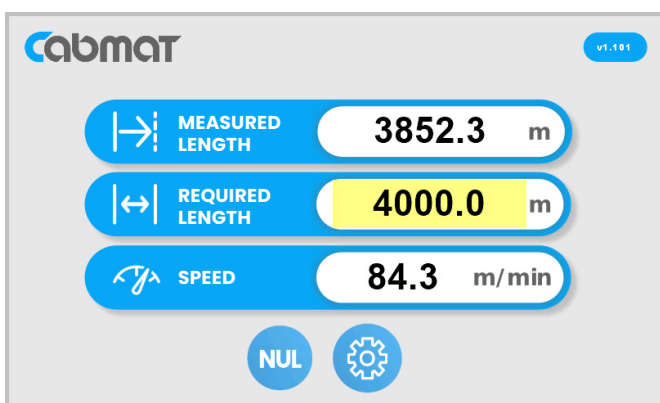 Cabmat
v1.101
MEASURED
LENGTH
3852.3 m
REQUIRED
LENGTH
4000.0 m
SPEED
84.3 m/min
NUL